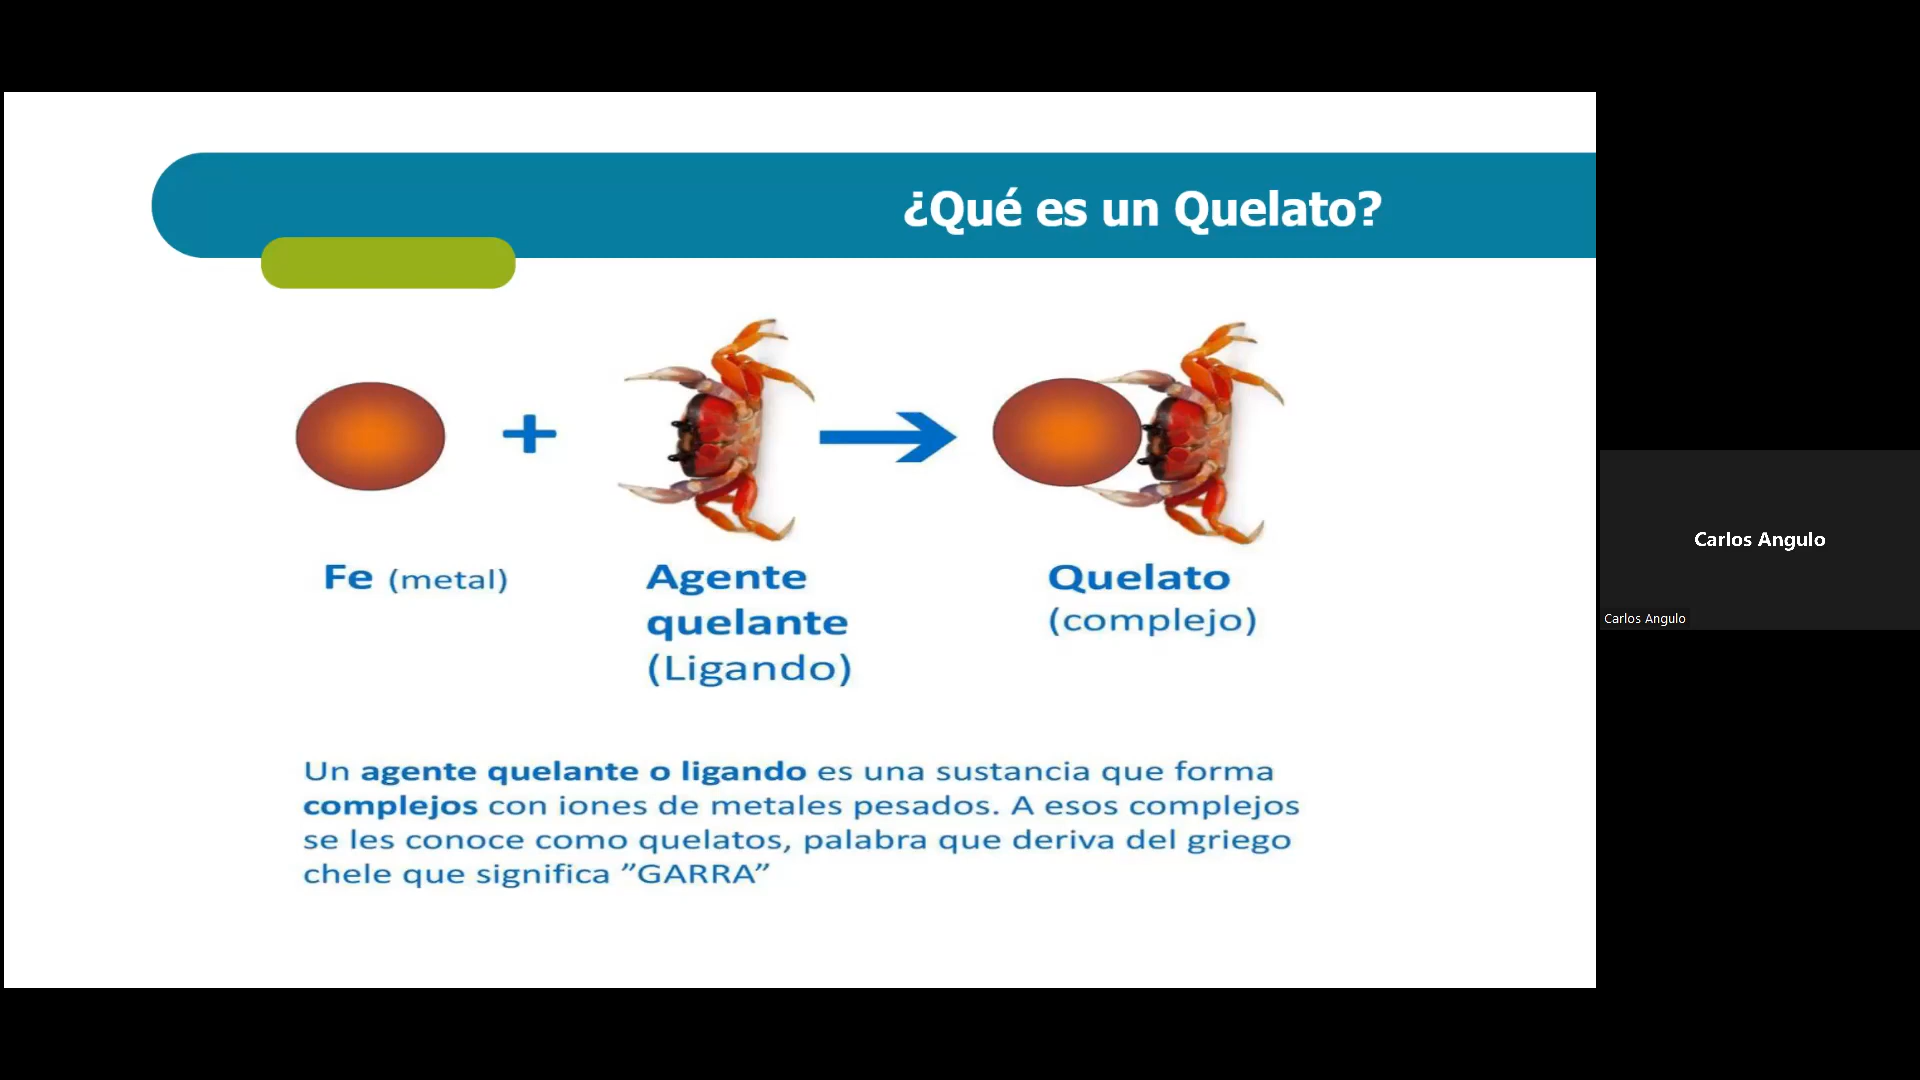 ¿Qué es un Quelato?
+
Fe (metal)
Agente
quelante
(Ligando)
Quelato
(complejo)
Un agente quelante o ligando es una sustancia que forma
complejos con iones de metales pesados. A esos complejos
se les conoce como quelatos, palabra que deriva del griego
chele que significa ”GARRA”
Carlos Angulo
Carlos Angulo